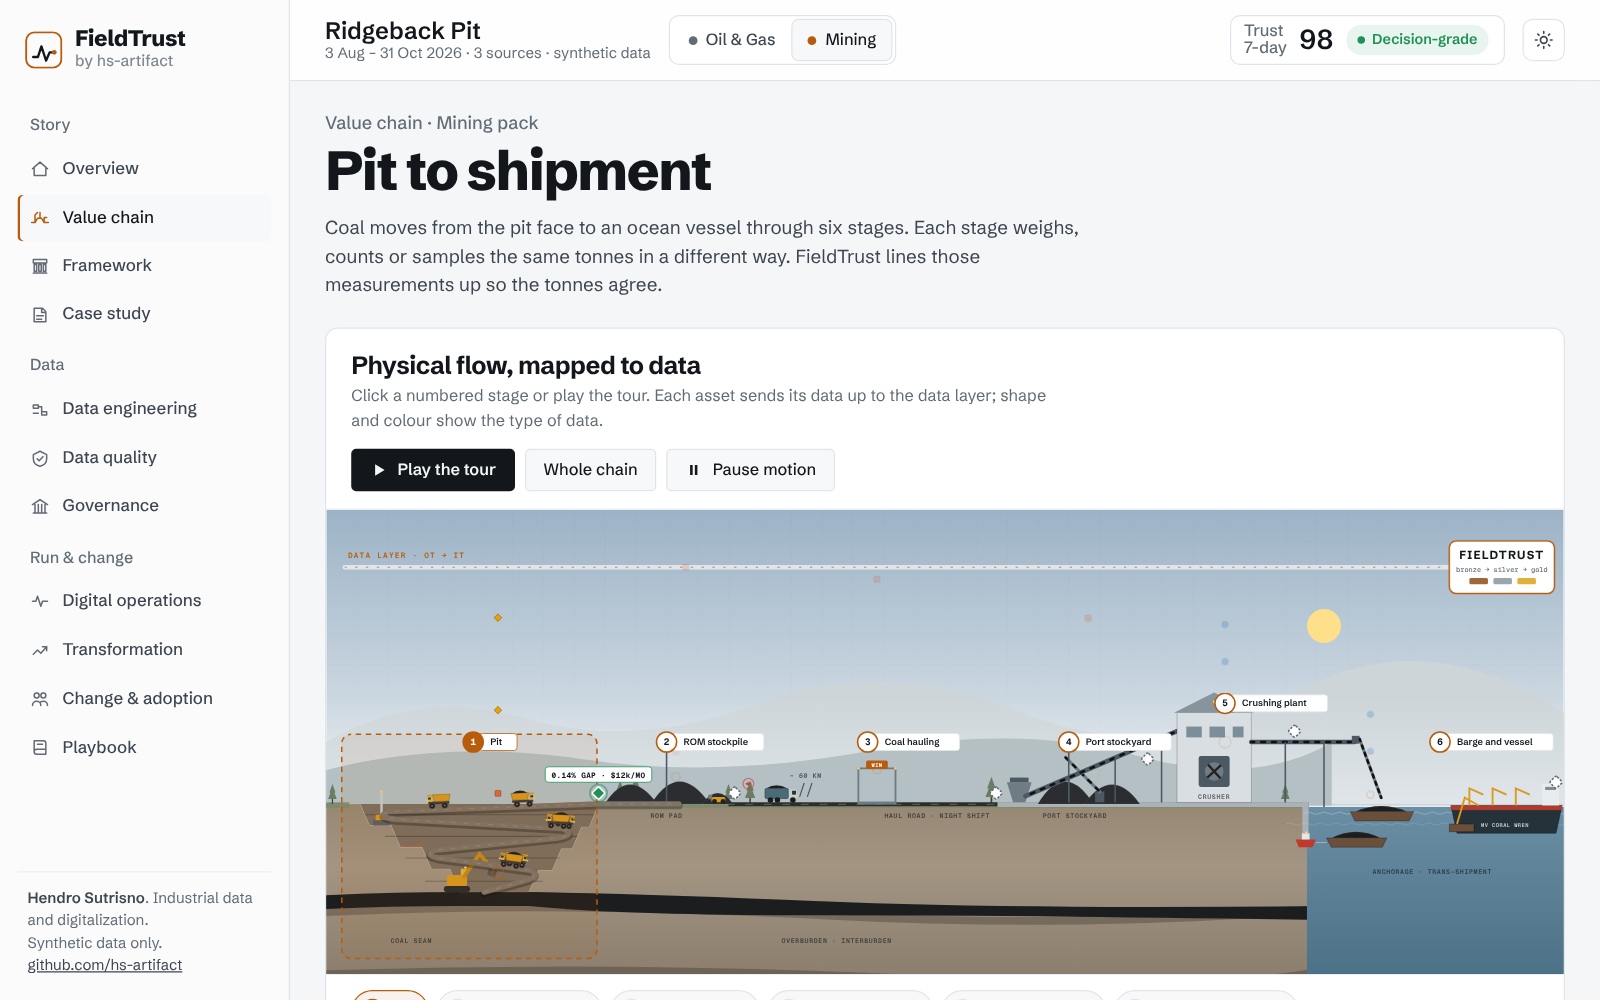 FieldTrust
by hs-artifact
Story
Overview
Value chain
Framework
Case study
Data
Data engineering
Data quality
Governance
Run & change
Digital operations
Transformation
Change & adoption
Playbook
Hendro Sutrisno. Industrial data
and digitalization.
Synthetic data only.
github.com/hs-artifact
Ridgeback Pit
3 Aug – 31 Oct 2026 · 3 sources · synthetic data
Oil & Gas
Mining
Trust
7-day
98
Decision-grade
Value chain · Mining pack
Pit to shipment
Coal moves from the pit face to an ocean vessel through six stages. Each stage weighs,
counts or samples the same tonnes in a different way. FieldTrust lines those
measurements up so the tonnes agree.
Physical flow, mapped to data
Click a numbered stage or play the tour. Each asset sends its data up to the data layer; shape
and colour show the type of data.
Play the tour
Whole chain
Pause motion
DATA LAYER · OT + IT
FIELDTRUST
bronze → silver → gold
1 Pit
2 ROM stockpile
3 Coal hauling
4 Port stockyard
5 Crushing plant
6 Barge and vessel
0.14% GAP · $12k/MO
WIM
~ 60 KM
CRUSHER
ROM PAD
HAUL ROAD · NIGHT SHIFT
PORT STOCKYARD
MV CORAL WREN
ANCHORAGE · TRANS-SHIPMENT
COAL SEAM
OVERBURDEN · INTERBURDEN